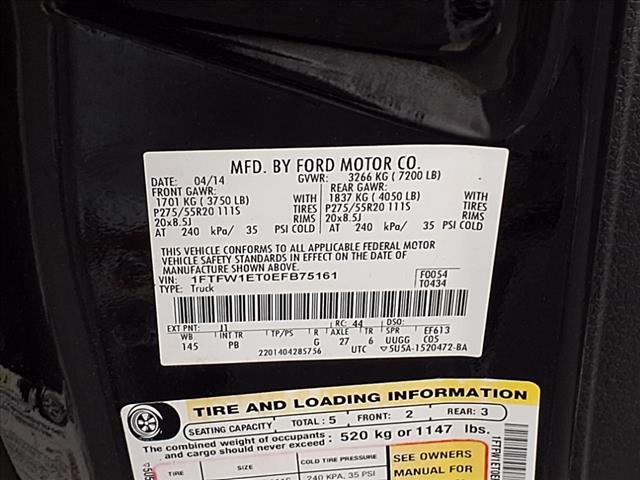 MFD. BY FORD MOTOR CO.
DATE: 04/14 GVWR: 3266 KG ( 7200 LB)
FRONT GAWR: REAR GAWR:
1701 KG ( 3750 LB) WITH 1837 KG ( 4050 LB) WITH
P275/55R20 111S TIRES P275/55R20 111S TIRES
20x8.5J RIMS 20x8.5J RIMS
AT 240 kPa/ 35 PSI COLD AT 240 kPa/ 35 PSI COLD
THIS VEHICLE CONFORMS TO ALL APPLICABLE FEDERAL MOTOR
VEHICLE SAFETY STANDARDS IN EFFECT ON THE DATE OF
MANUFACTURE SHOWN ABOVE.
VIN: 1FTFW1ET0EFB75161 F0054
TYPE: Truck T0434
EXT PNT: J1 RC: 44 DSO:
WB INT TR TP/PS R AXLE TR SPR EF613
145 PB G 27 6 UUGG C05
2201404285756 UTC 5U5A-1520472-BA
TIRE AND LOADING INFORMATION
SEATING CAPACITY TOTAL: 5 FRONT: 2 REAR: 3
The combined weight of occupants and cargo should never exceed: 520 kg or 1147 lbs.
TIRE SIZE COLD TIRE PRESSURE
240 KPA, 35 PSI
SEE OWNERS
MANUAL FOR